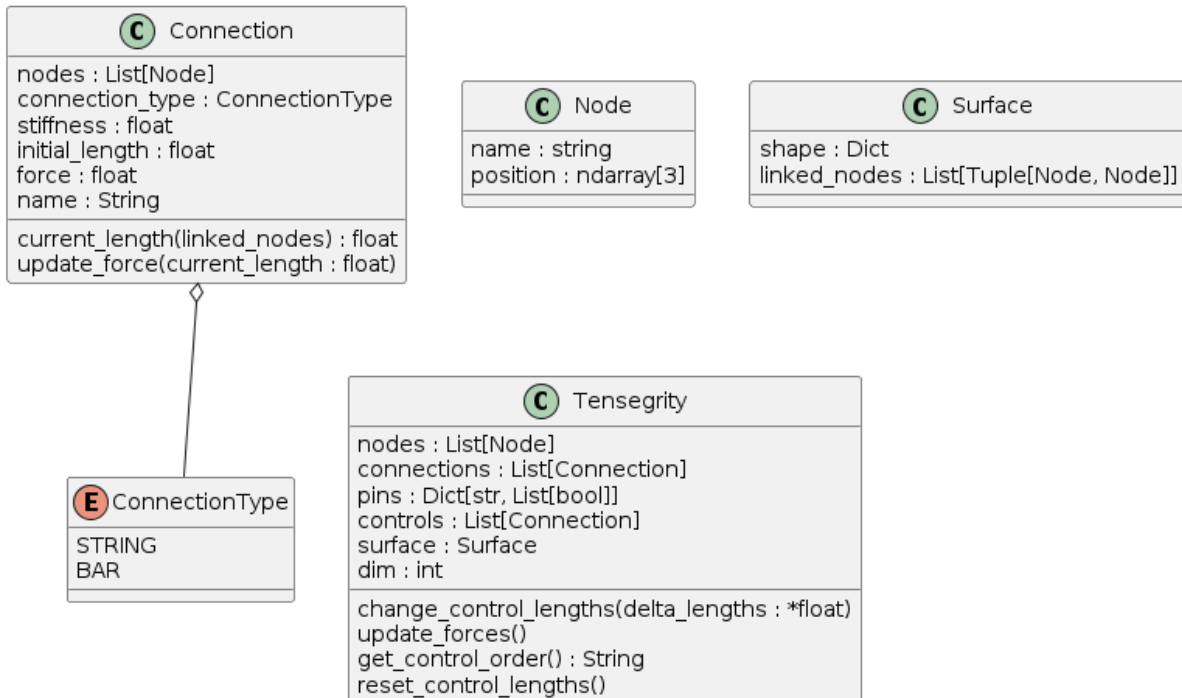 C Connection
nodes : List[Node]
connection_type : ConnectionType
stiffness : float
initial_length : float
force : float
name : String
current_length(linked_nodes) : float
update_force(current_length : float)
C Node
name : string
position : ndarray[3]
C Surface
shape : Dict
linked_nodes : List[Tuple[Node, Node]]
E ConnectionType
STRING
BAR
C Tensegrity
nodes : List[Node]
connections : List[Connection]
pins : Dict[str, List[bool]]
controls : List[Connection]
surface : Surface
dim : int
change_control_lengths(delta_lengths : *float)
update_forces()
get_control_order() : String
reset_control_lengths()